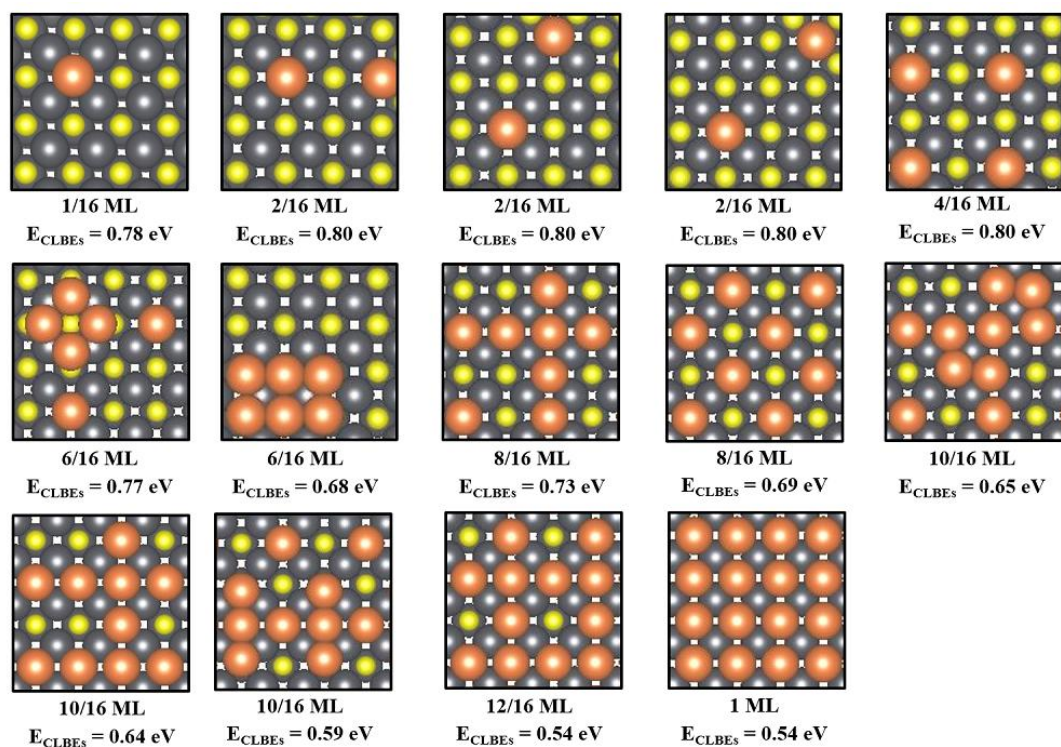 1/16 ML 2/16 ML 2/16 ML 2/16 ML 4/16 ML
E_CLBEs = 0.78 eV E_CLBEs = 0.80 eV E_CLBEs = 0.80 eV E_CLBEs = 0.80 eV E_CLBEs = 0.80 eV
6/16 ML 6/16 ML 8/16 ML 8/16 ML 10/16 ML
E_CLBEs = 0.77 eV E_CLBEs = 0.68 eV E_CLBEs = 0.73 eV E_CLBEs = 0.69 eV E_CLBEs = 0.65 eV
10/16 ML 10/16 ML 12/16 ML 1 ML
E_CLBEs = 0.64 eV E_CLBEs = 0.59 eV E_CLBEs = 0.54 eV E_CLBEs = 0.54 eV